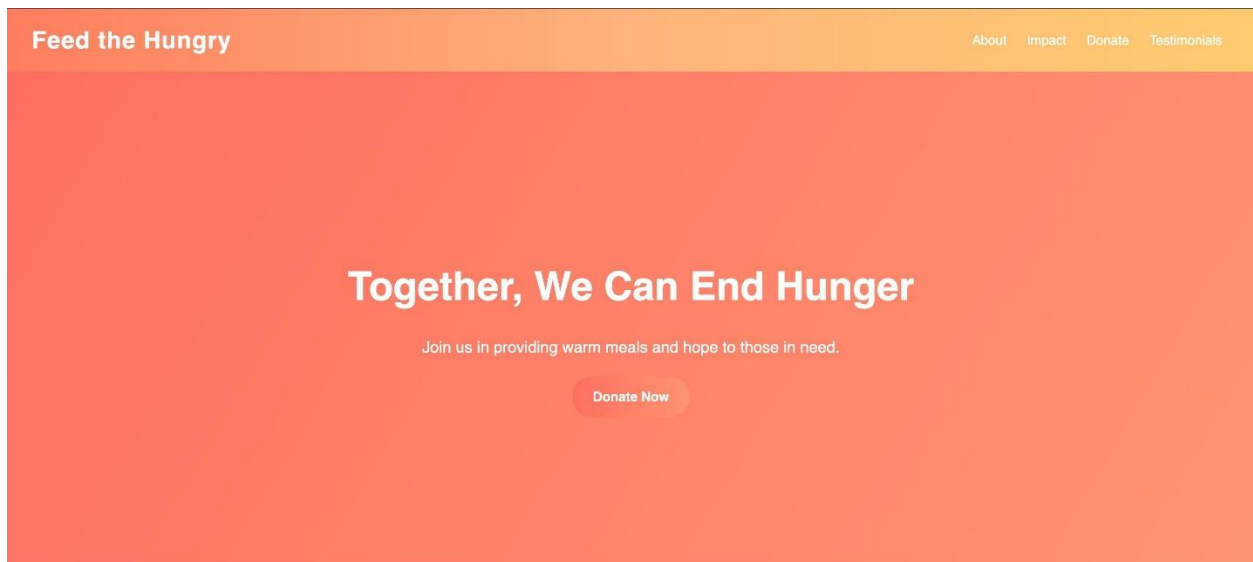 Feed the Hungry
About Impact Donate Testimonials
Together, We Can End Hunger
Join us in providing warm meals and hope to those in need.
Donate Now